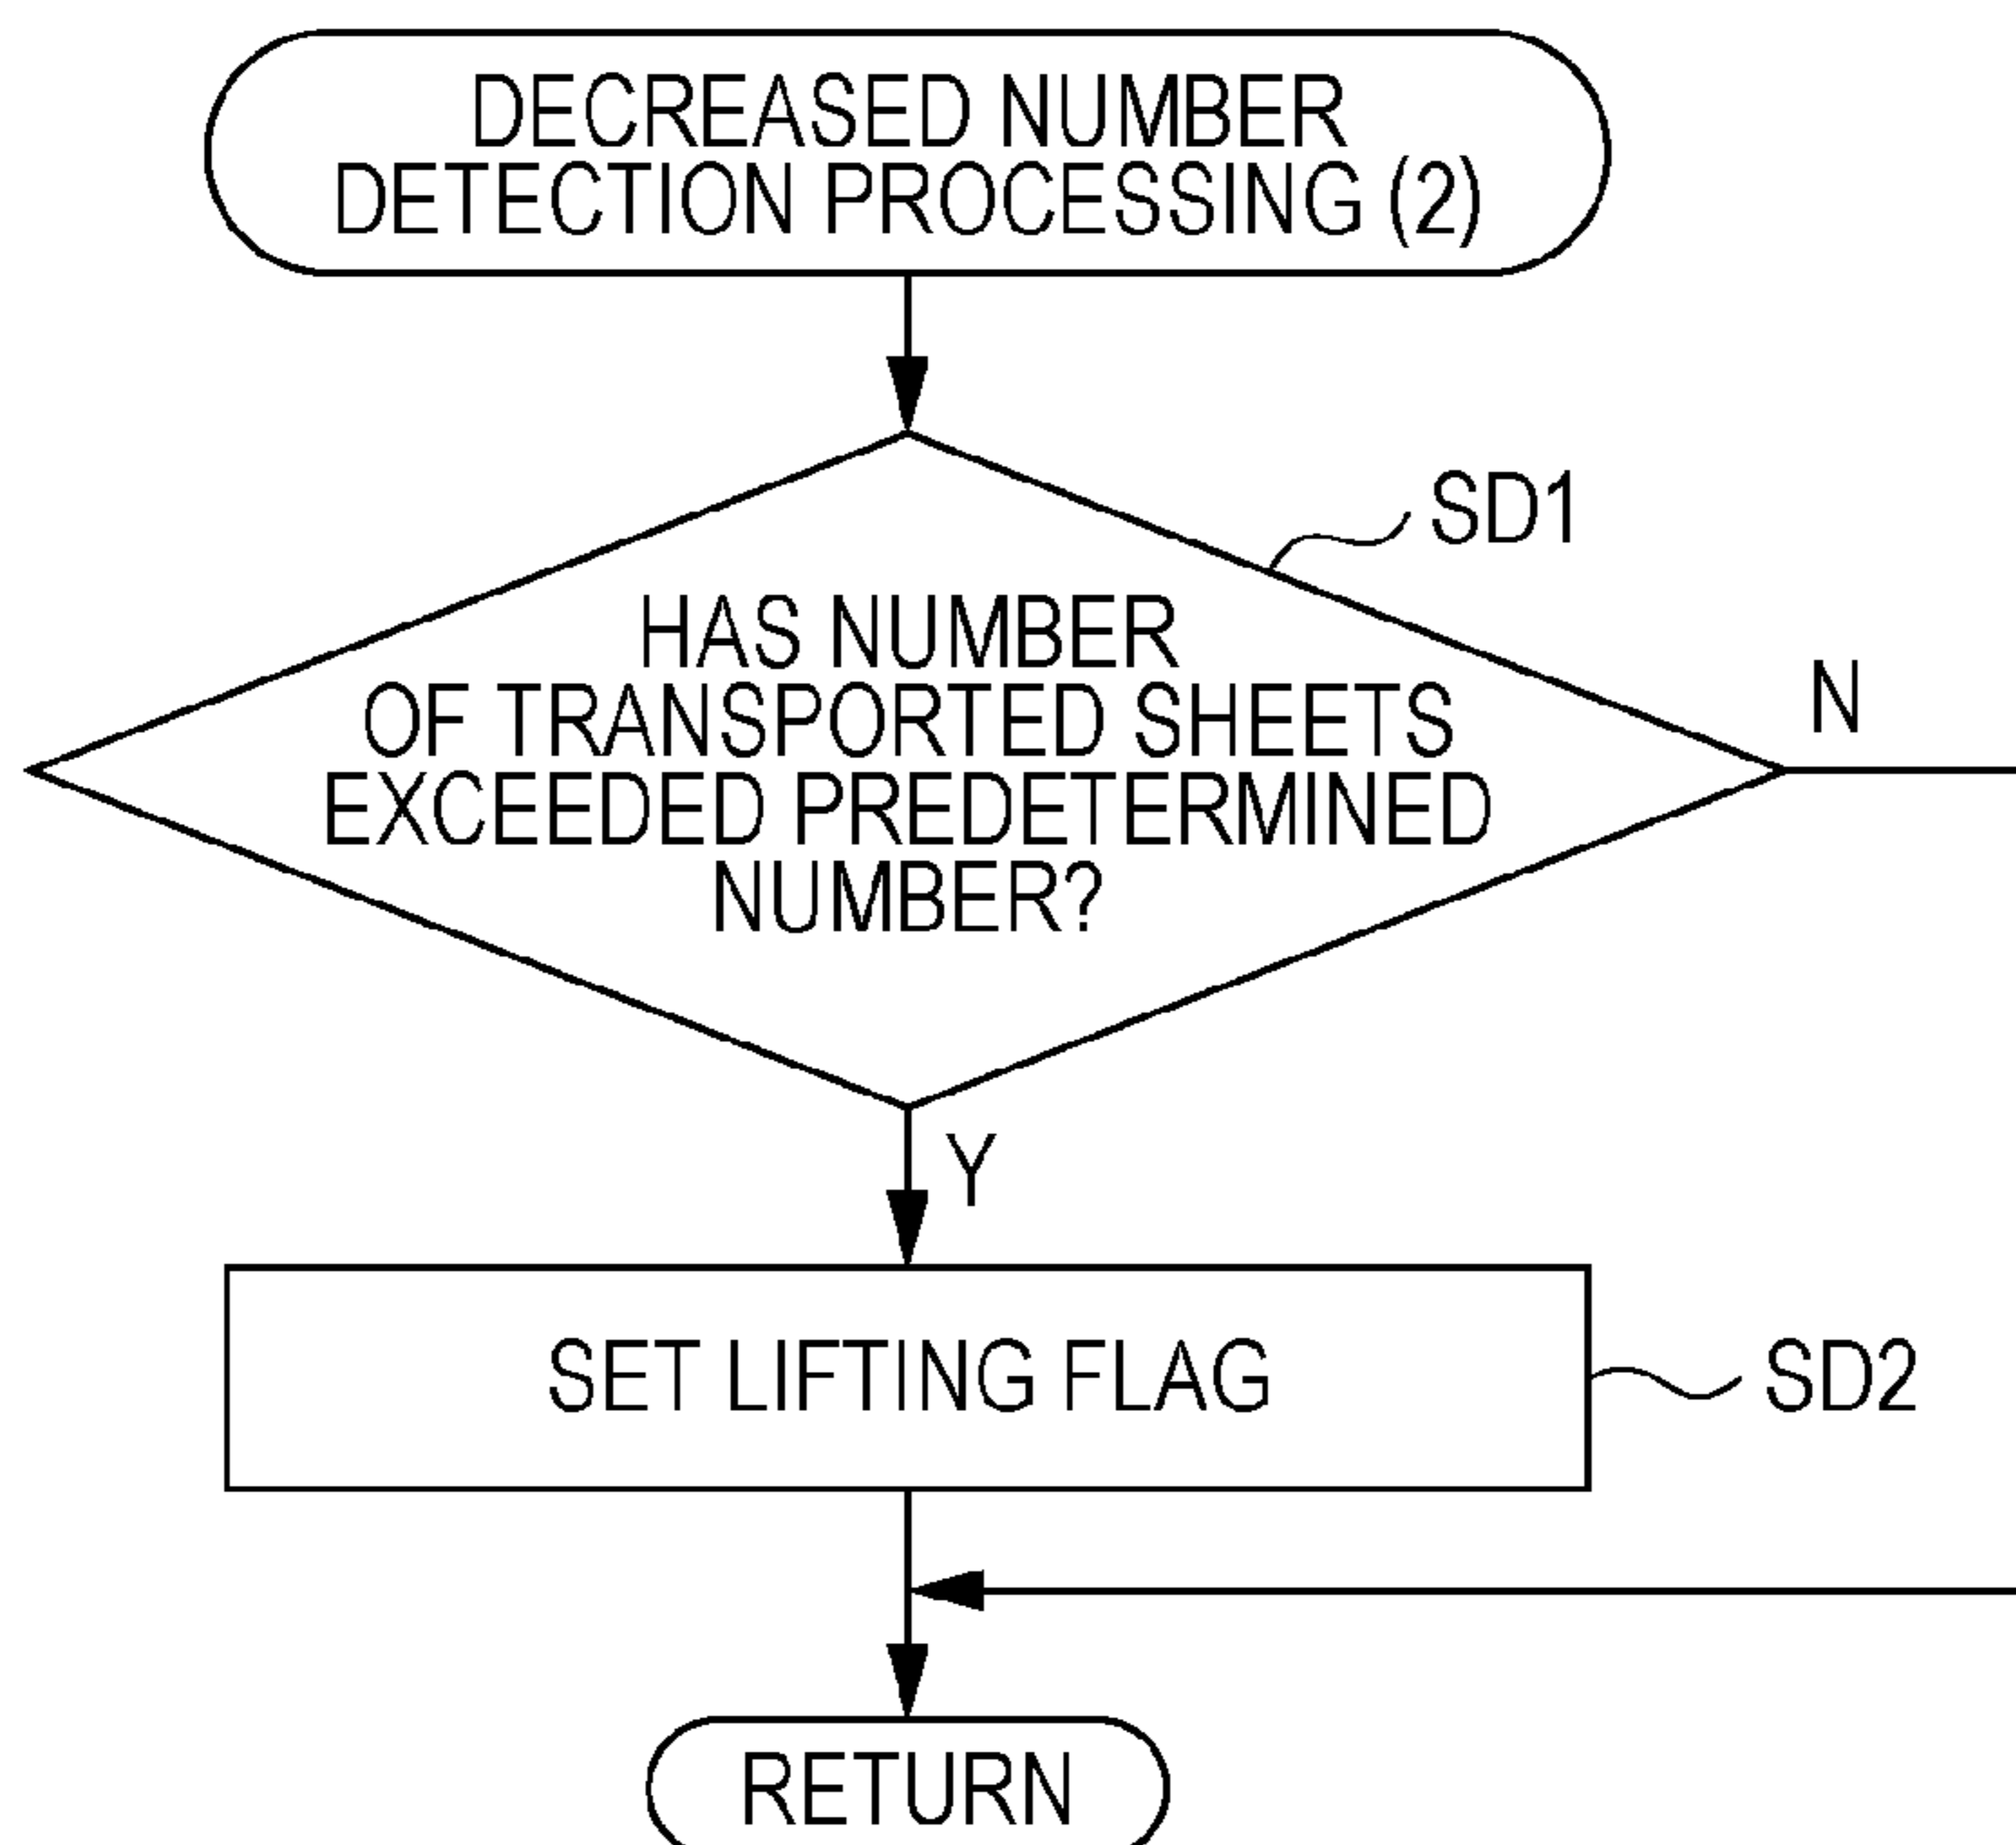 DECREASED NUMBER
DETECTION PROCESSING (2)
SD1
HAS NUMBER
OF TRANSPORTED SHEETS
EXCEEDED PREDETERMINED
NUMBER?
N
Y
SET LIFTING FLAG
SD2
RETURN